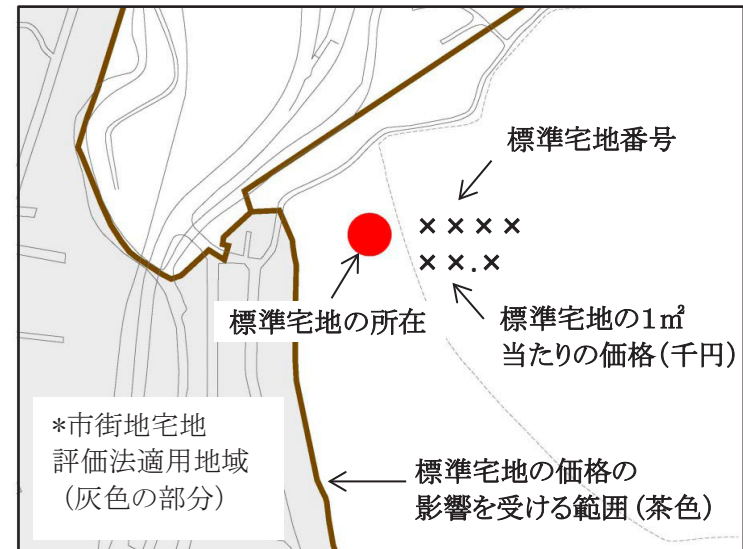 標準宅地番号
××××
××.×
標準宅地の所在
標準宅地の1㎡
当たりの価格(千円)
*市街地宅地
評価法適用地域
(灰色の部分)
標準宅地の価格の
影響を受ける範囲(茶色)